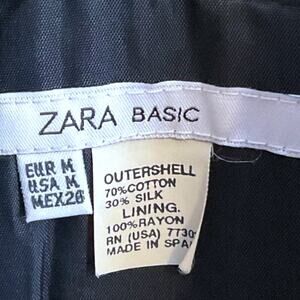 ZARA BASIC
EUR M
USA M
MEX 26
OUTERSHELL
70%COTTON
30% SILK
LINING.
100%RAYON
RN (USA) 7730
MADE IN SPA